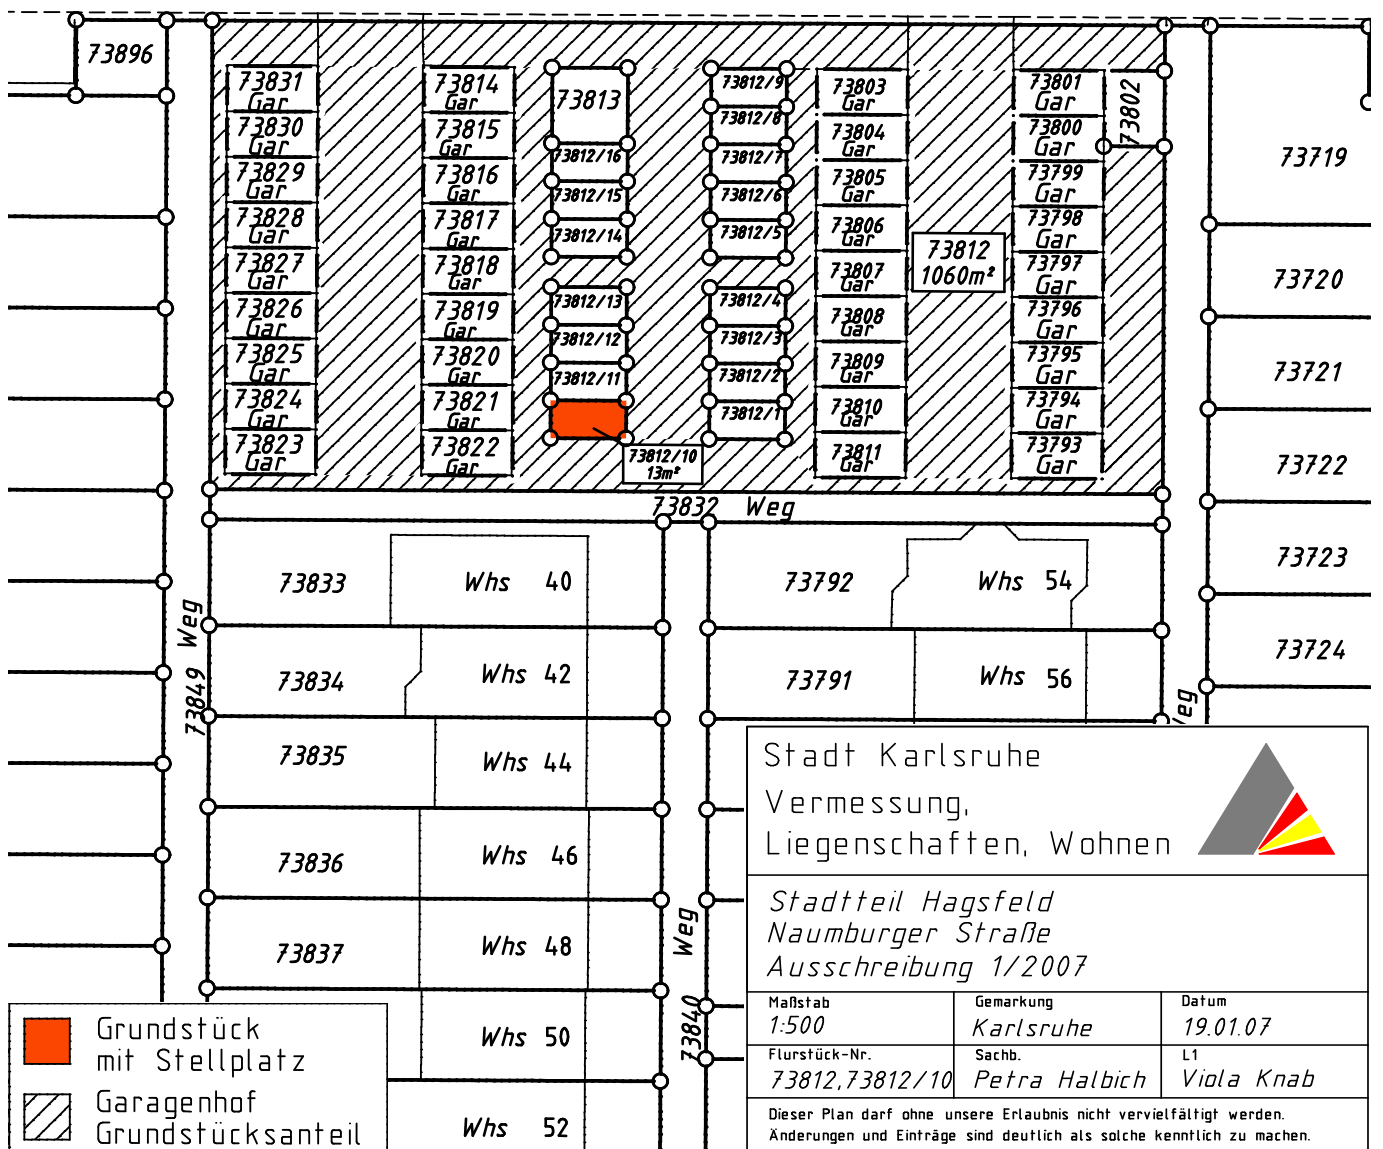 73896
73831
Gar
73830
Gar
73829
Gar
73828
Gar
73827
Gar
73826
Gar
73825
Gar
73824
Gar
73823
Gar
73814
Gar
73815
Gar
73816
Gar
73817
Gar
73818
Gar
73819
Gar
73820
Gar
73821
Gar
73822
Gar
73813
73812/16
73812/15
73812/14
73812/13
73812/12
73812/11
73812/10
13m²
73812/9
73812/8
73812/7
73812/6
73812/5
73812/4
73812/3
73812/2
73812/1
73803
Gar
73804
Gar
73805
Gar
73806
Gar
73807
Gar
73808
Gar
73809
Gar
73810
Gar
73811
Gar
73812
1060m²
73801
Gar
73800
Gar
73799
Gar
73798
Gar
73797
Gar
73796
Gar
73795
Gar
73794
Gar
73793
Gar
73802
73719
73720
73721
73722
73723
73724
73832 Weg
73849 Weg
73833 Whs 40
73834 Whs 42
73835 Whs 44
73836 Whs 46
73837 Whs 48
Whs 50
Whs 52
73792 Whs 54
73791 Whs 56
73840 Weg
Weg
Stadt Karlsruhe
Vermessung,
Liegenschaften, Wohnen
Stadtteil Hagsfeld
Naumburger Straße
Ausschreibung 1/2007
Maßstab
1:500
Gemarkung
Karlsruhe
Datum
19.01.07
Flurstück-Nr.
73812,73812/10
Sachb.
Petra Halbich
L1
Viola Knab
Dieser Plan darf ohne unsere Erlaubnis nicht vervielfältigt werden.
Änderungen und Einträge sind deutlich als solche kenntlich zu machen.
Grundstück
mit Stellplatz
Garagenhof
Grundstücksanteil